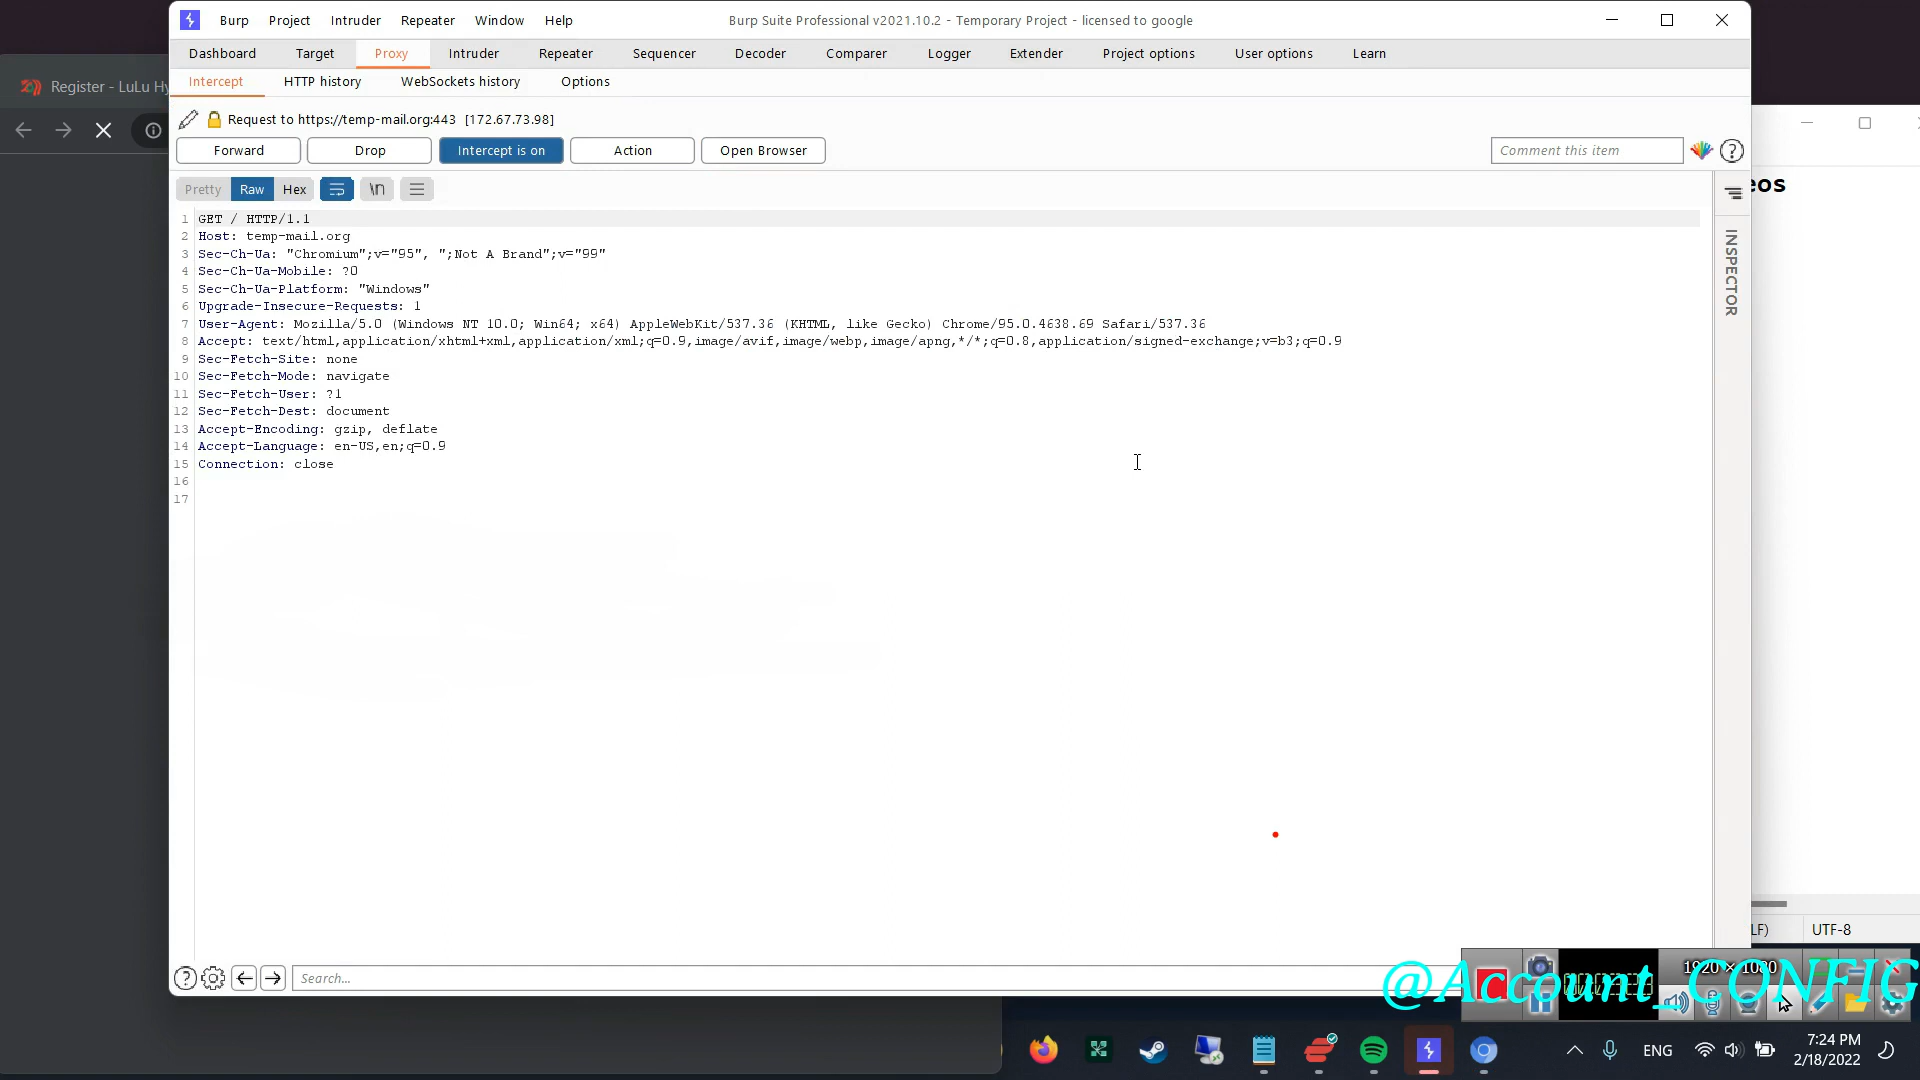 Burp Project Intruder Repeater Window Help Burp Suite Professional v2021.10.2 - Temporary Project - licensed to google
Dashboard Target Proxy Intruder Repeater Sequencer Decoder Comparer Logger Extender Project options User options Learn
Register - LuLu Hy
Intercept HTTP history WebSockets history Options
Request to https://temp-mail.org:443 [172.67.73.98]
Forward Drop Intercept is on Action Open Browser Comment this item
eos
Pretty Raw Hex \n
INSPECTOR
1 GET / HTTP/1.1
2 Host: temp-mail.org
3 Sec-Ch-Ua: "Chromium";v="95", ";Not A Brand";v="99"
4 Sec-Ch-Ua-Mobile: ?0
5 Sec-Ch-Ua-Platform: "Windows"
6 Upgrade-Insecure-Requests: 1
7 User-Agent: Mozilla/5.0 (Windows NT 10.0; Win64; x64) AppleWebKit/537.36 (KHTML, like Gecko) Chrome/95.0.4638.69 Safari/537.36
8 Accept: text/html,application/xhtml+xml,application/xml;q=0.9,image/avif,image/webp,image/apng,*/*;q=0.8,application/signed-exchange;v=b3;q=0.9
9 Sec-Fetch-Site: none
10 Sec-Fetch-Mode: navigate
11 Sec-Fetch-User: ?1
12 Sec-Fetch-Dest: document
13 Accept-Encoding: gzip, deflate
14 Accept-Language: en-US,en;q=0.9
15 Connection: close
16
17
LF) UTF-8
Search...
1920 × 1080
@Account_CONFIG
ENG
7:24 PM
2/18/2022